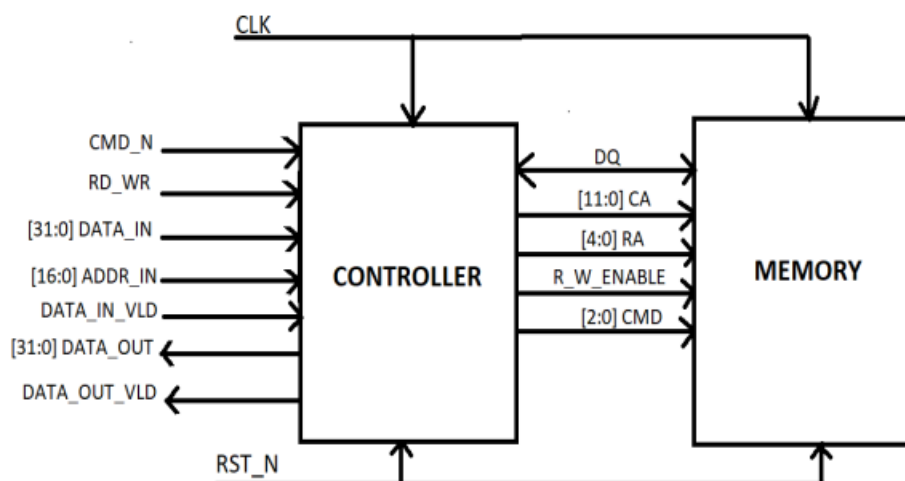 CLK
CMD_N
RD_WR
[31:0] DATA_IN
[16:0] ADDR_IN
DATA_IN_VLD
[31:0] DATA_OUT
DATA_OUT_VLD
RST_N
CONTROLLER
DQ
[11:0] CA
[4:0] RA
R_W_ENABLE
[2:0] CMD
MEMORY